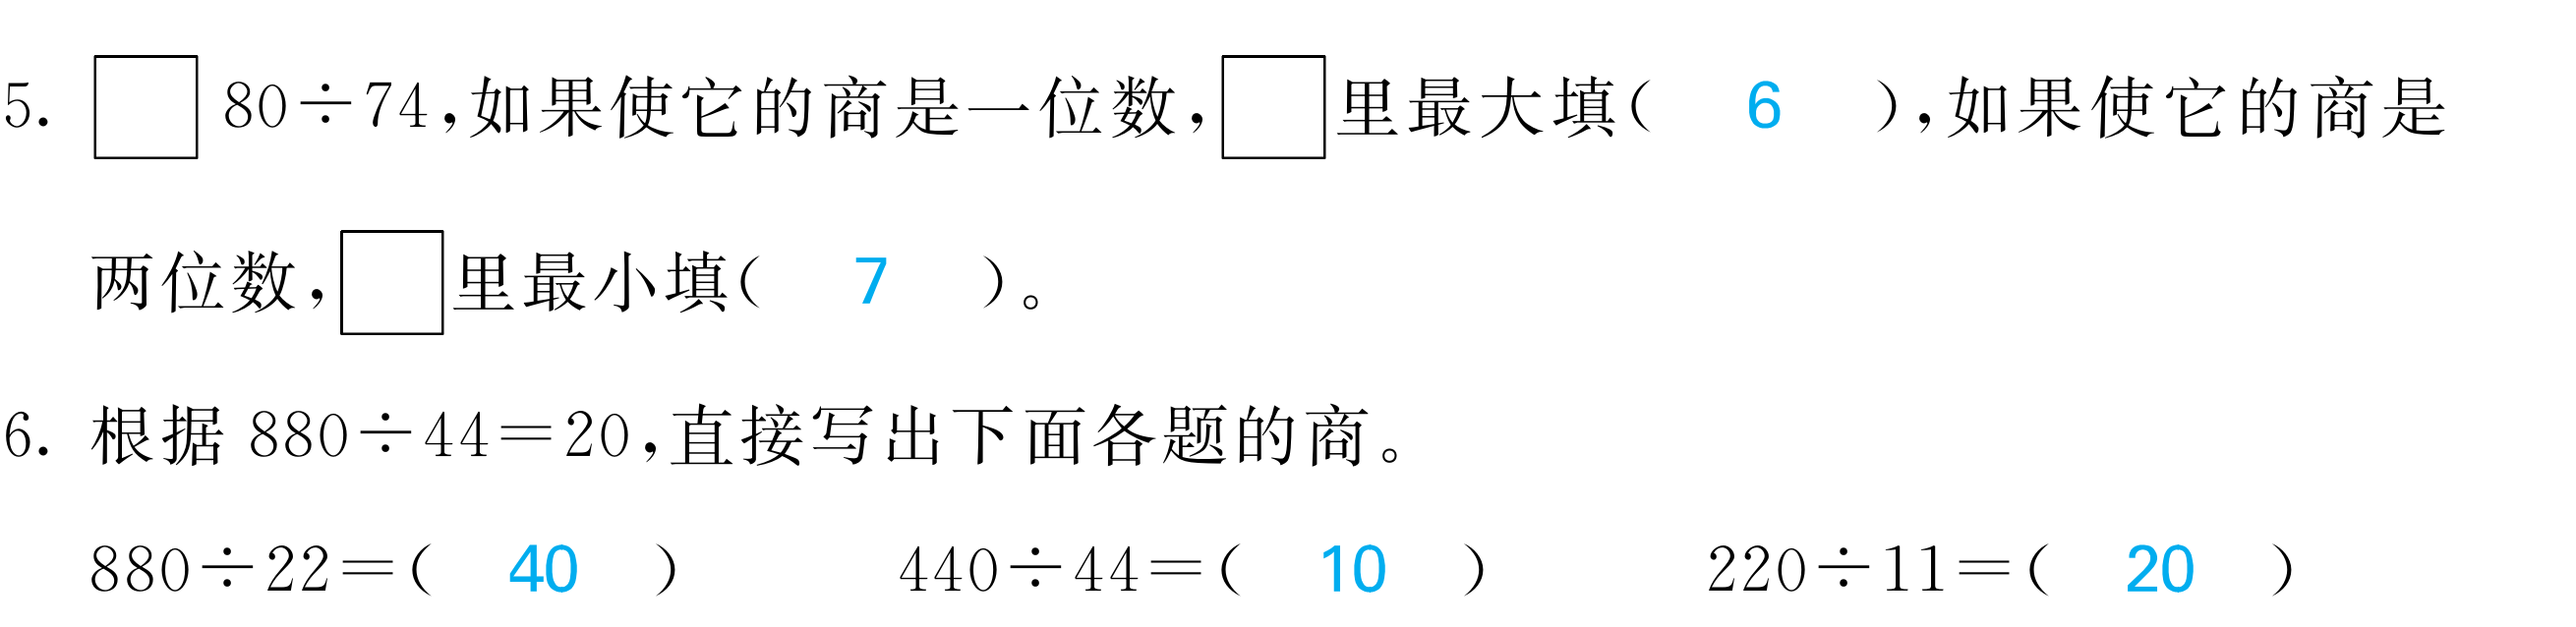 5. □80÷74,如果使它的商是一位数,□里最大填( 6 ),如果使它的商是
两位数,□里最小填( 7 )。
6. 根据 880÷44=20,直接写出下面各题的商。
880÷22=( 40 ) 440÷44=( 10 ) 220÷11=( 20 )